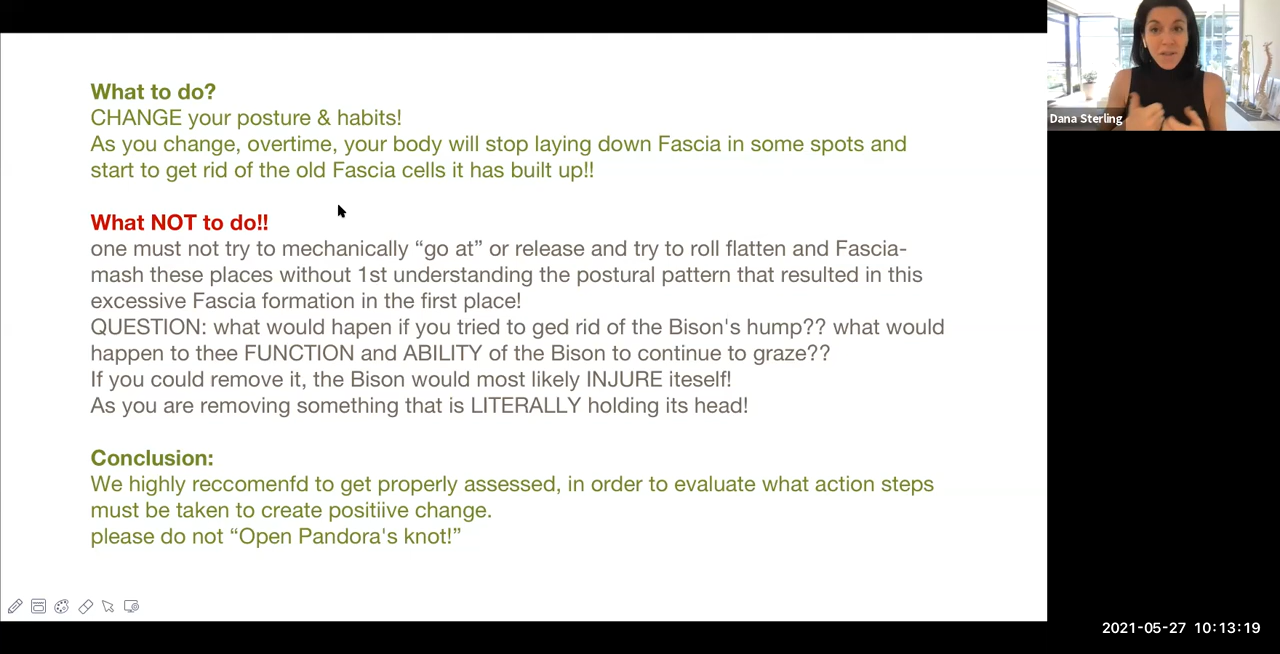 What to do?
CHANGE your posture & habits!
As you change, overtime, your body will stop laying down Fascia in some spots and
start to get rid of the old Fascia cells it has built up!!
What NOT to do!!
one must not try to mechanically “go at” or release and try to roll flatten and Fascia-
mash these places without 1st understanding the postural pattern that resulted in this
excessive Fascia formation in the first place!
QUESTION: what would hapen if you tried to ged rid of the Bison's hump?? what would
happen to thee FUNCTION and ABILITY of the Bison to continue to graze??
If you could remove it, the Bison would most likely INJURE iteself!
As you are removing something that is LITERALLY holding its head!
Conclusion:
We highly reccomenfd to get properly assessed, in order to evaluate what action steps
must be taken to create positiive change.
please do not “Open Pandora's knot!”
Dana Sterling
2021-05-27 10:13:19